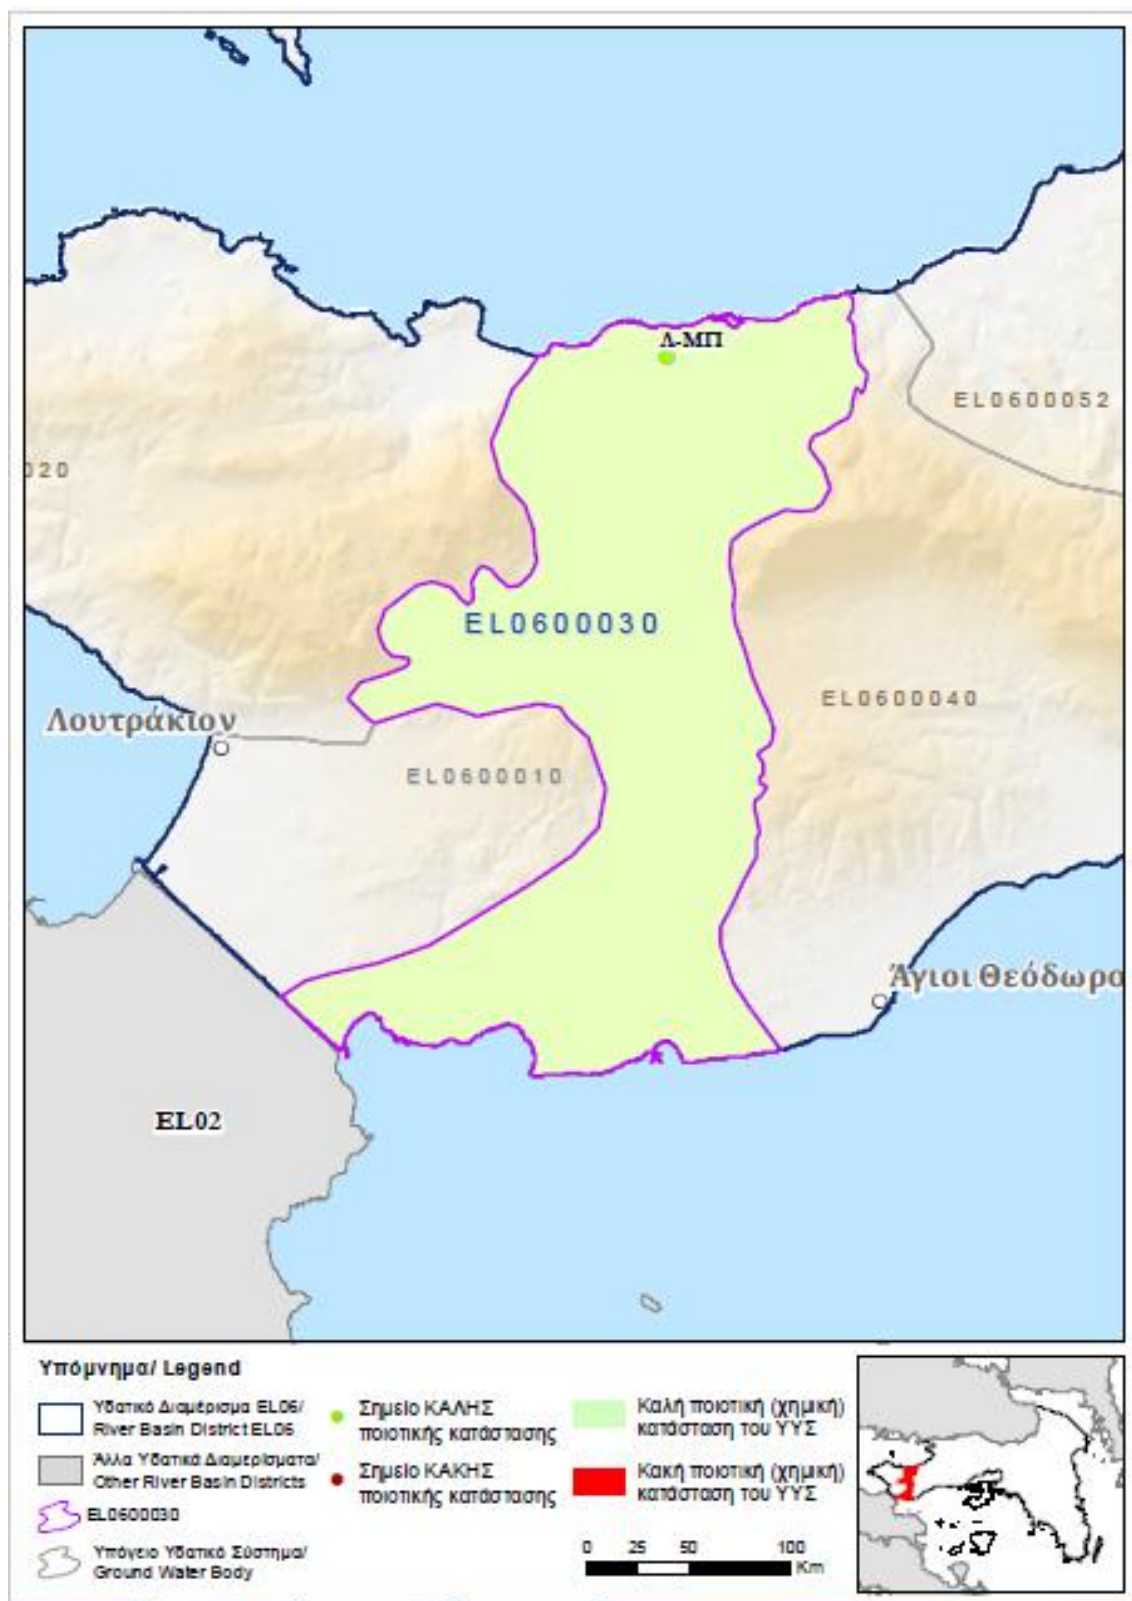 Λ-ΜΠ
EL0600052
020
EL0600030
EL0600040
Λουτράκιον
EL0600010
Άγιοι Θεόδωρο
EL02
Υπόμνημα/ Legend
Υδατικό Διαμέρισμα EL06/
River Basin District EL06
Άλλα Υδατικά Διαμερίσματα/
Other River Basin Districts
EL0600030
Υπόγειο Υδατικό Σύστημα/
Ground Water Body
Σημείο ΚΑΛΗΣ
ποιοτικής κατάστασης
Σημείο ΚΑΚΗΣ
ποιοτικής κατάστασης
Καλή ποιοτική (χημική)
κατάσταση του ΥΥΣ
Κακή ποιοτική (χημική)
κατάσταση του ΥΥΣ
0 25 50 100
Km